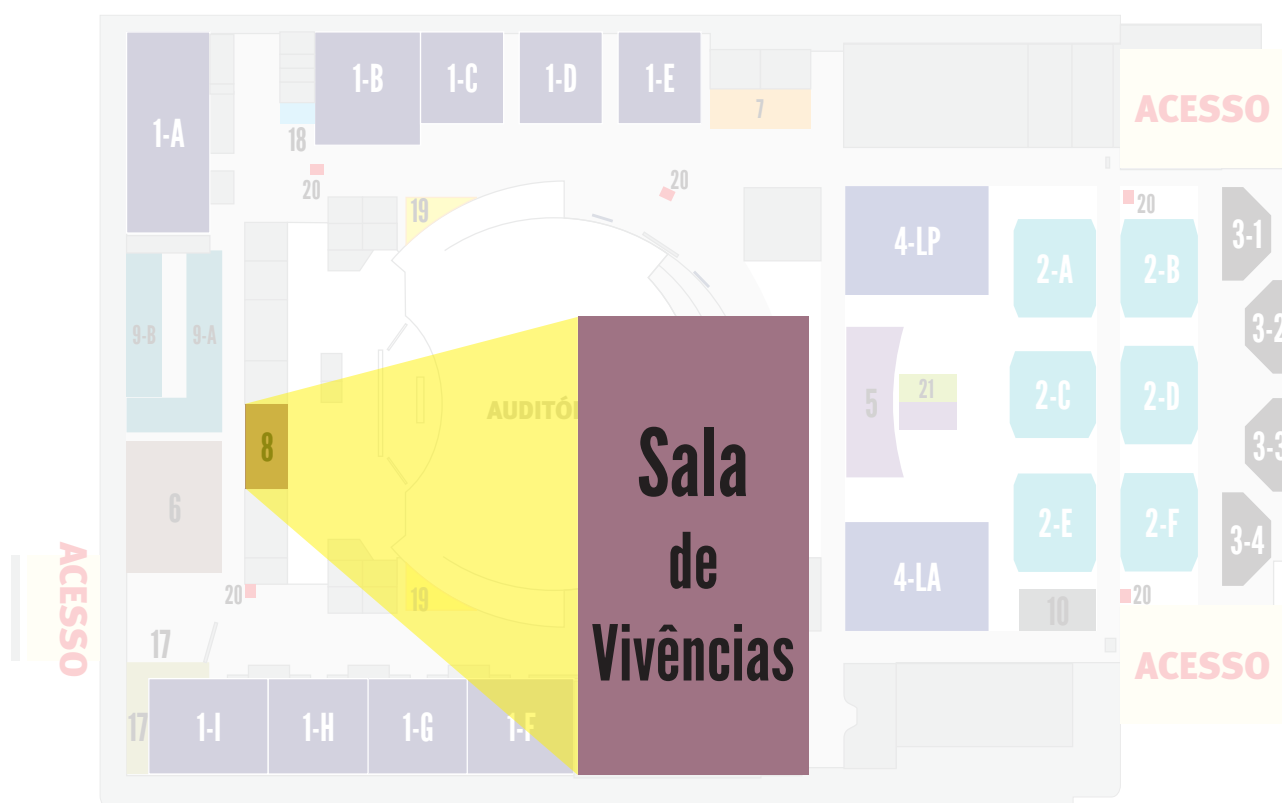 1-A
1-B
1-C
1-D
1-E
7
ACESSO
18
20
20
19
20
4-LP
2-A
2-B
3-1
9-B
9-A
3-2
5
21
2-C
2-D
AUDITÓ
8
Sala
de
Vivências
3-3
6
2-E
2-F
3-4
ACESSO
4-LA
20
19
20
10
17
ACESSO
17
1-I
1-H
1-G
1-F